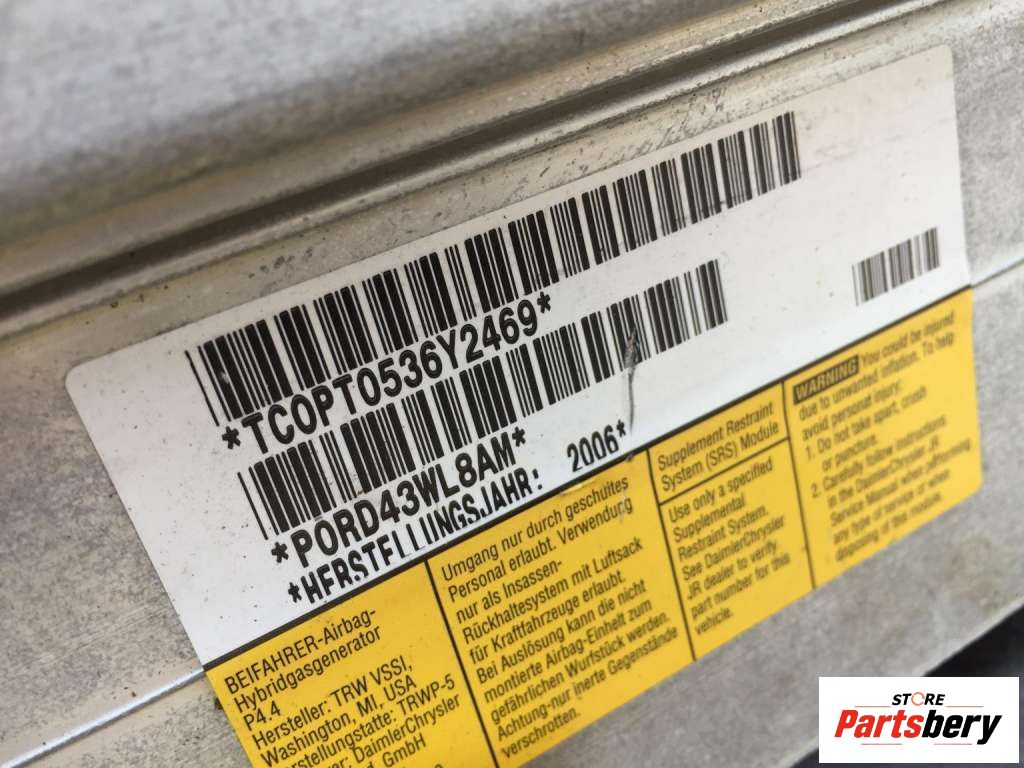 *TC0PT0536Y2469*
*P0RD43WL8AM*
*HERSTELLUNGSJAHR: 2006*
BEIFAHRER-Airbag-
Hybridgasgenerator
P4.4
Hersteller: TRW VSSI,
Washington, MI, USA
erstellungstätte: TRWP-5
DaimlerChrysler
GmbH
Umgang nur durch geschultes
Personal erlaubt. Verwendung
nur als Insassen-
Rückhaltesystem mit Luftsack
für Kraftfahrzeuge erlaubt.
Bei Auslösung kann die nicht
montierte Airbag-Einheit zum
gefährlichen Wurfstück werden.
Achtung-nur inerte Gegenstände
verschrotten.
Supplement Restraint
System (SRS) Module
Use only a specified
Supplemental
Restraint System.
See DaimlerChrysler
JR dealer to verify
part number for this
vehicle.
WARNING You could be injured
due to unwanted inflation. To help
avoid personal injury:
1. Do not take apart, crush
or puncture.
2. Carefully follow instructions
in the DaimlerChrysler JR
Service Manual when performing
any type of service or when
disposing of this module.
STORE
Partsbery